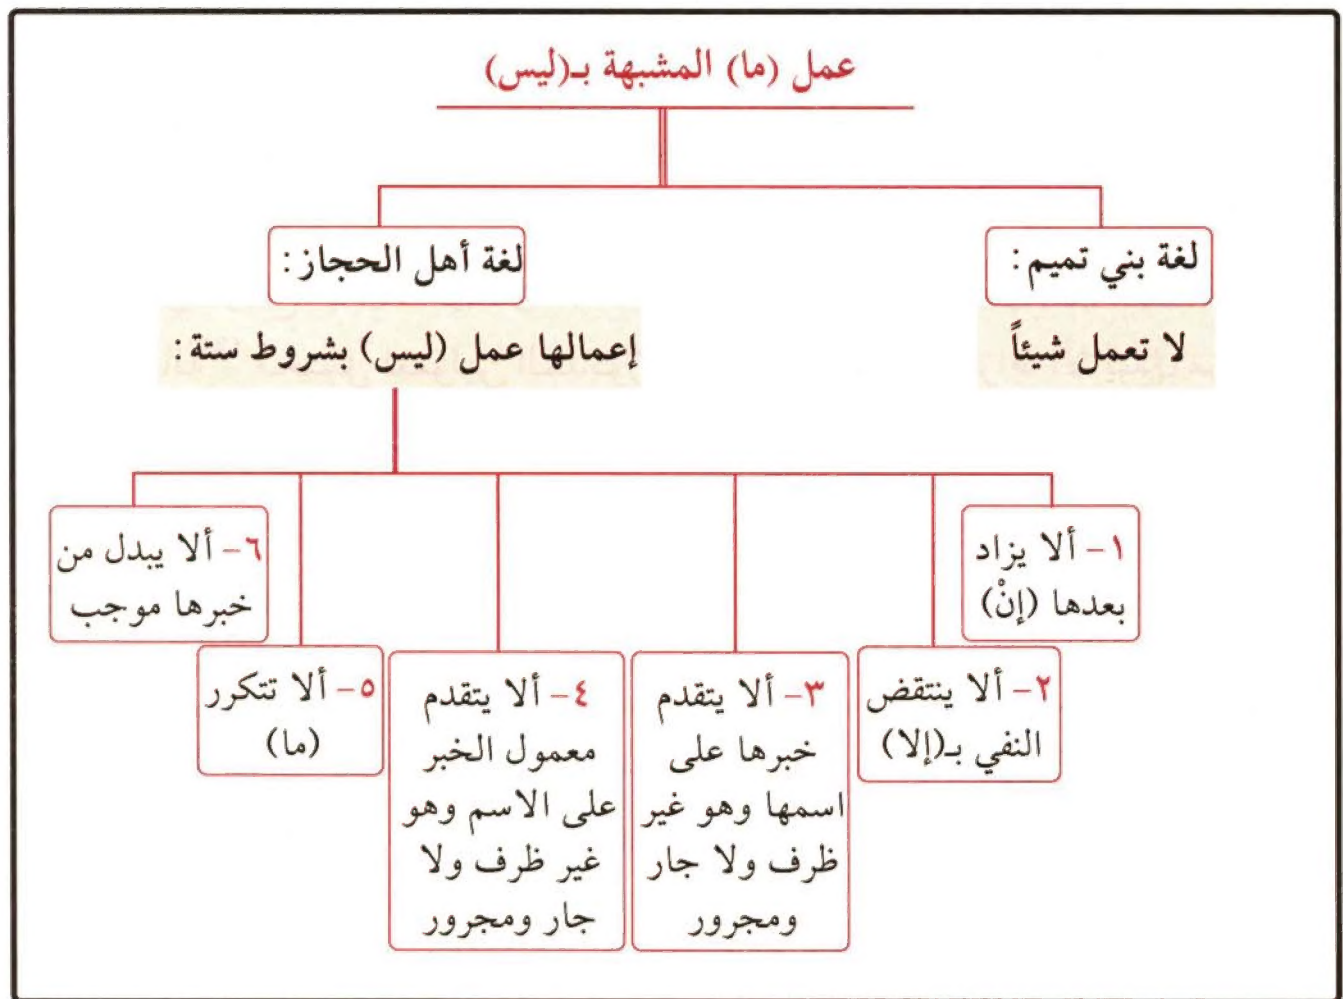 عمل (ما) المشبهة بـ(ليس)
لغة بني تميم:
لا تعمل شيئاً
لغة أهل الحجاز:
إعمالها عمل (ليس) بشروط ستة:
١- ألا يزاد
بعدها (إنْ)
٢- ألا ينتقض
النفي بـ(إلا)
٣- ألا يتقدم
خبرها على
اسمها وهو غير
ظرف ولا جار
ومجرور
٤- ألا يتقدم
معمول الخبر
على الاسم وهو
غير ظرف ولا
جار ومجرور
٥- ألا تتكرر
(ما)
٦- ألا يبدل من
خبرها موجب